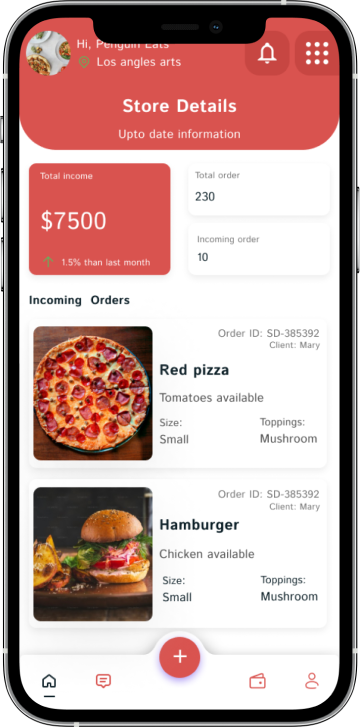 Hi, Penguin Eats
Los angles arts
Store Details
Upto date information
Total income
$7500
1.5% than last month
Total order
230
Incoming order
10
Incoming Orders
Order ID: SD-385392
Client: Mary
Red pizza
Tomatoes available
Size:
Small
Toppings:
Mushroom
Order ID: SD-385392
Client: Mary
Hamburger
Chicken available
Size:
Small
Toppings:
Mushroom